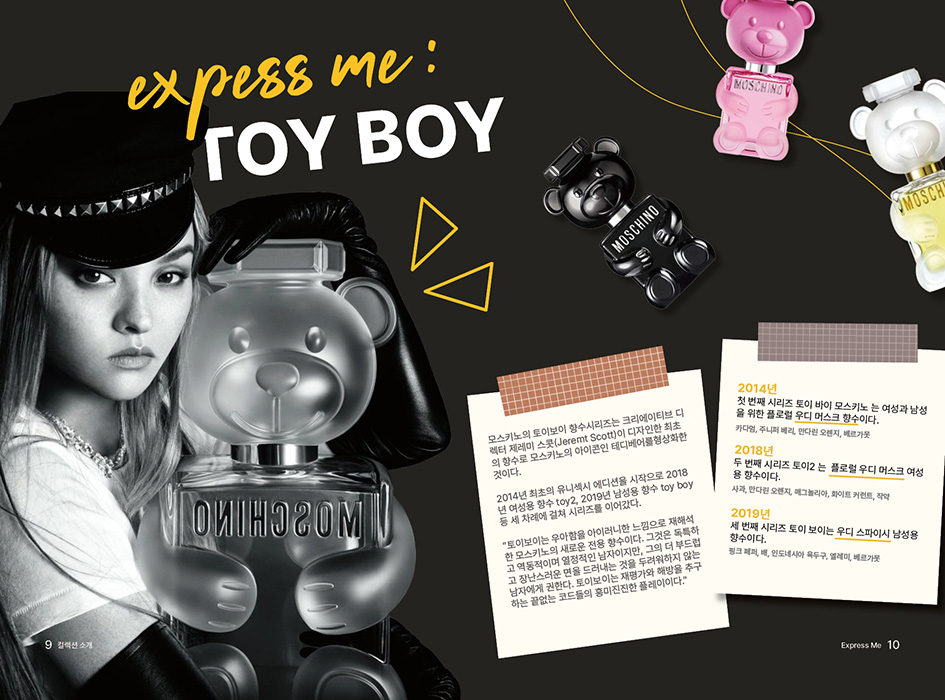 expess me :
TOY BOY
MOSCHINO
MOSCHINO
MOSCHINO
MOSCHINO
모스키노의 토이보이 향수시리즈는 크리에이티브 디
렉터 제레미 스콧(Jeremt Scott)이 디자인한 최초
의 향수로 모스키노의 아이콘인 테디베어를형상화한
것이다.
2014년 최초의 유니섹시 에디션울 시작으로 2018
년 여성용 향수 toy2, 2019년 남성용 향수 toy boy
등 세 차례에 걸쳐 시리즈를 이어갔다.
“토이보이는 우아함을 아이러니한 느낌으로 재해석
한 모스키노의 새로운 전용 향수이다. 그것은 독특하
고 역동적이며 열정적인 남자이지만, 그의 더 부드럽
고 장난스러운 면을 드러내는 것을 두려워하지 않는
남자에게 권한다. 토이보이는 재평가와 해방을 추구
하는 끝없는 코드들의 흥미진진한 플레이이다.”
2014년
첫 번째 시리즈 토이 바이 모스키노 는 여성과 남성
을 위한 플로럴 우디 머스크 향수이다.
카다멈, 주니퍼 베리, 만다린 오렌지, 베르가못
2018년
두 번째 시리즈 토이2 는 플로럴 우디 머스크 여성
용 향수이다.
사과, 만다린 오렌지, 매그놀리아, 화이트 커런트, 작약
2019년
세 번째 시리즈 토이 보이는 우디 스파이시 남성용
향수이다.
핑크 페퍼, 배, 인도네시아 육두구, 엘레미, 베르가못
9 컬랙션 소개
Express Me 10